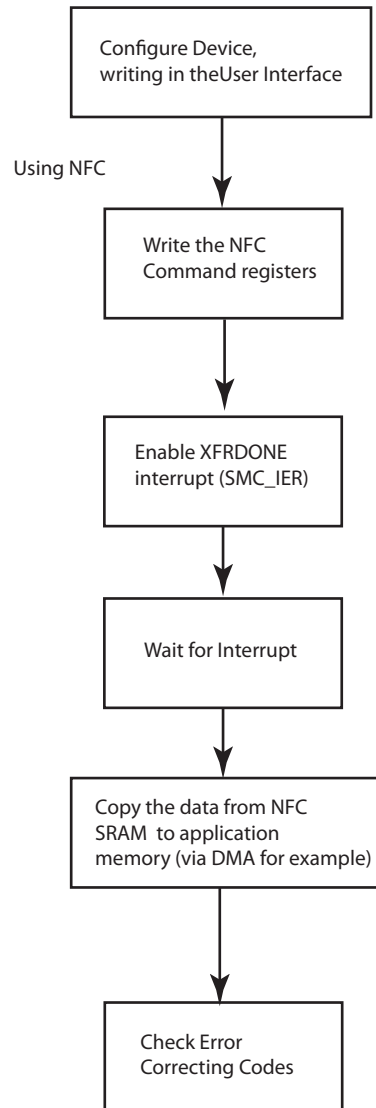 Configure Device,
writing in theUser Interface
Using NFC
Write the NFC
Command registers
Enable XFRDONE
interrupt (SMC_IER)
Wait for Interrupt
Copy the data from NFC
SRAM to application
memory (via DMA for example)
Check Error
Correcting Codes